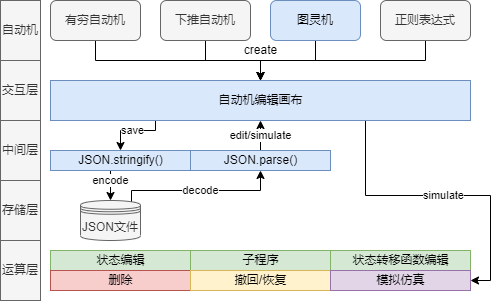 自动机
有穷自动机
下推自动机
图灵机
正则表达式
create
交互层
自动机编辑画布
save
edit/simulate
中间层
JSON.stringify()
JSON.parse()
encode
decode
simulate
存储层
JSON文件
运算层
状态编辑
子程序
状态转移函数编辑
删除
撤回/恢复
模拟仿真